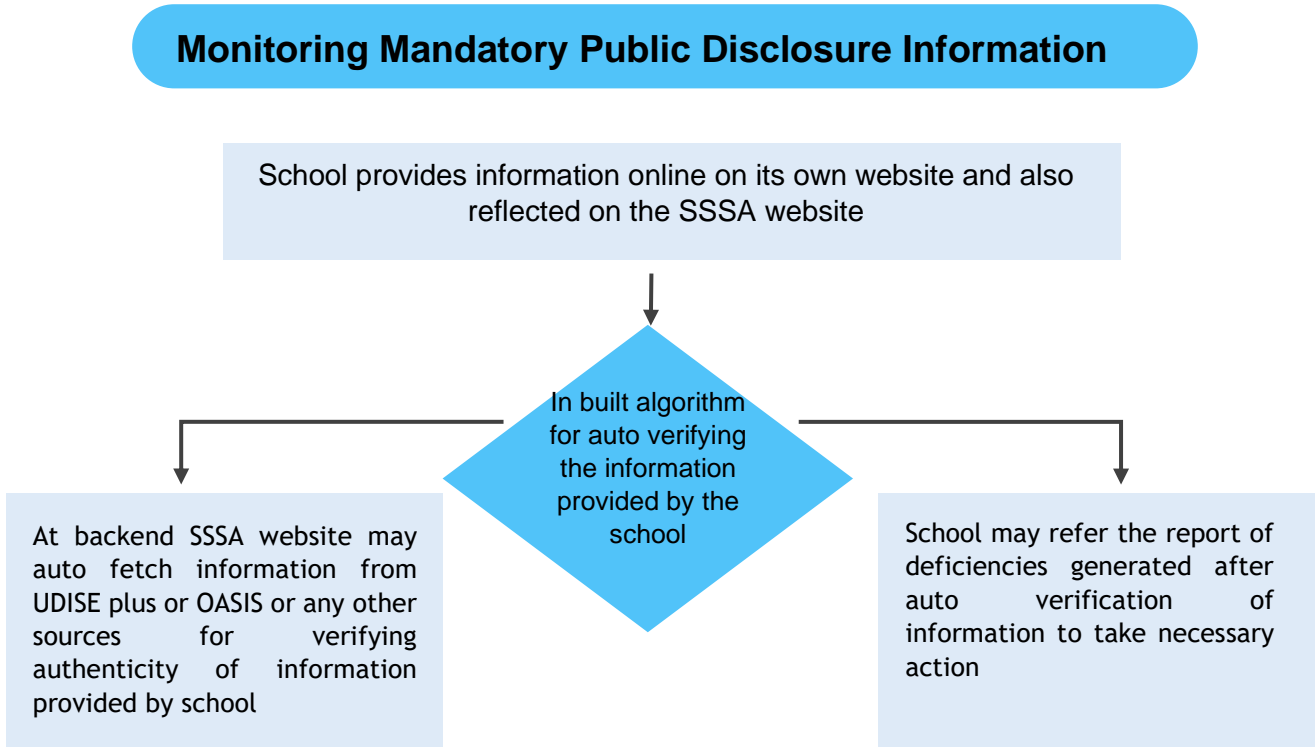 Monitoring Mandatory Public Disclosure Information
School provides information online on its own website and also
reflected on the SSSA website
In built algorithm
for auto verifying
the information
provided by the
school
At backend SSSA website may
auto fetch information from
UDISE plus or OASIS or any other
sources for verifying
authenticity of information
provided by school
School may refer the report of
deficiencies generated after
auto verification of
information to take necessary
action